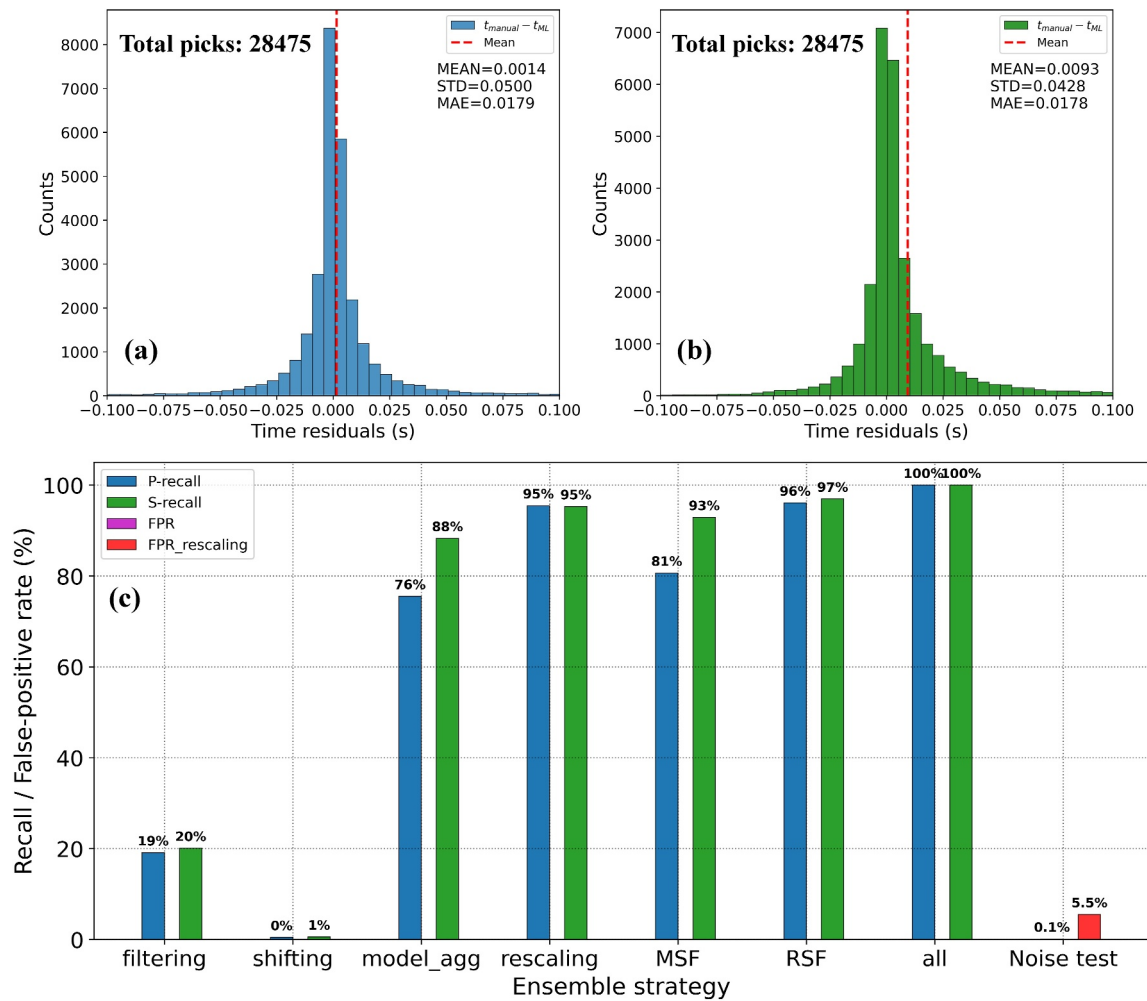 Total picks: 28475
t_manual − t_ML
Mean
MEAN=0.0014
STD=0.0500
MAE=0.0179
8000
7000
6000
5000
4000
3000
2000
1000
0
Counts
(a)
−0.100 −0.075 −0.050 −0.025 0.000 0.025 0.050 0.075 0.100
Time residuals (s)
Total picks: 28475
t_manual − t_ML
Mean
MEAN=0.0093
STD=0.0428
MAE=0.0178
7000
6000
5000
4000
3000
2000
1000
0
Counts
(b)
−0.100 −0.075 −0.050 −0.025 0.000 0.025 0.050 0.075 0.100
Time residuals (s)
P-recall
S-recall
FPR
FPR_rescaling
(c)
100
80
60
40
20
0
Recall / False-positive rate (%)
19% 20%
0% 1%
76% 88%
95% 95%
81% 93%
96% 97%
100% 100%
0.1% 5.5%
filtering shifting model_agg rescaling MSF RSF all Noise test
Ensemble strategy